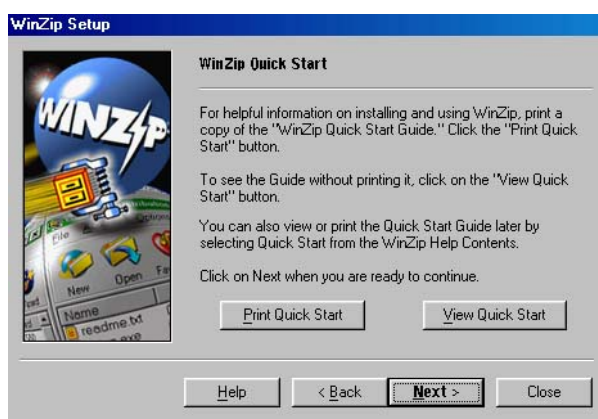 WinZip Setup
WinZip Quick Start
WINZIP
For helpful information on installing and using WinZip, print a
copy of the "WinZip Quick Start Guide." Click the "Print Quick
Start" button.
To see the Guide without printing it, click on the "View Quick
Start" button.
You can also view or print the Quick Start Guide later by
selecting Quick Start from the WinZip Help Contents.
Click on Next when you are ready to continue.
File
Options
New
Open
Name
readme.txt
Print Quick Start
View Quick Start
Help
< Back
Next >
Close